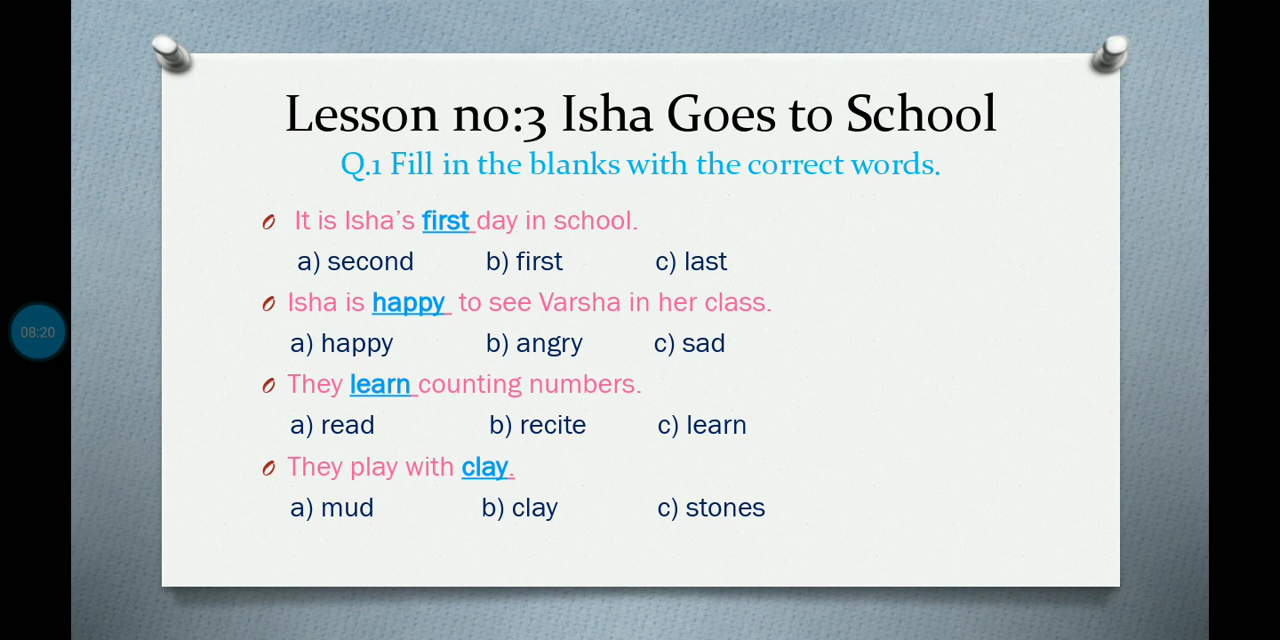 Lesson no:3 Isha Goes to School
Q.1 Fill in the blanks with the correct words.
It is Isha’s first day in school.
a) second b) first c) last
Isha is happy to see Varsha in her class.
a) happy b) angry c) sad
They learn counting numbers.
a) read b) recite c) learn
They play with clay.
a) mud b) clay c) stones
08:20